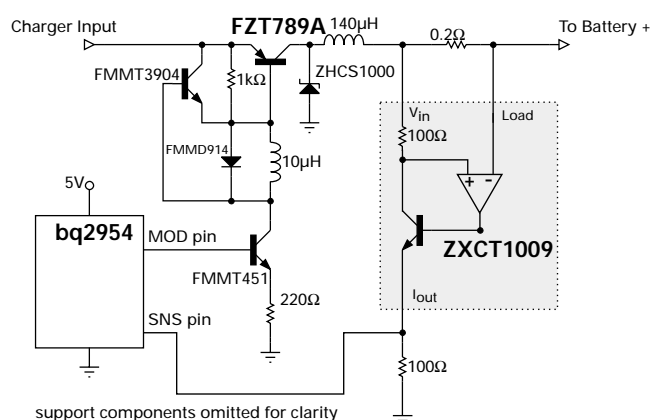 Charger Input
FZT789A
140µH
0.2Ω
To Battery +
FMMT3904
1kΩ
ZHCS1000
Vin
Load
100Ω
FMMD914
10µH
+
-
5V
bq2954
MOD pin
ZXCT1009
FMMT451
220Ω
Iout
SNS pin
100Ω
support components omitted for clarity